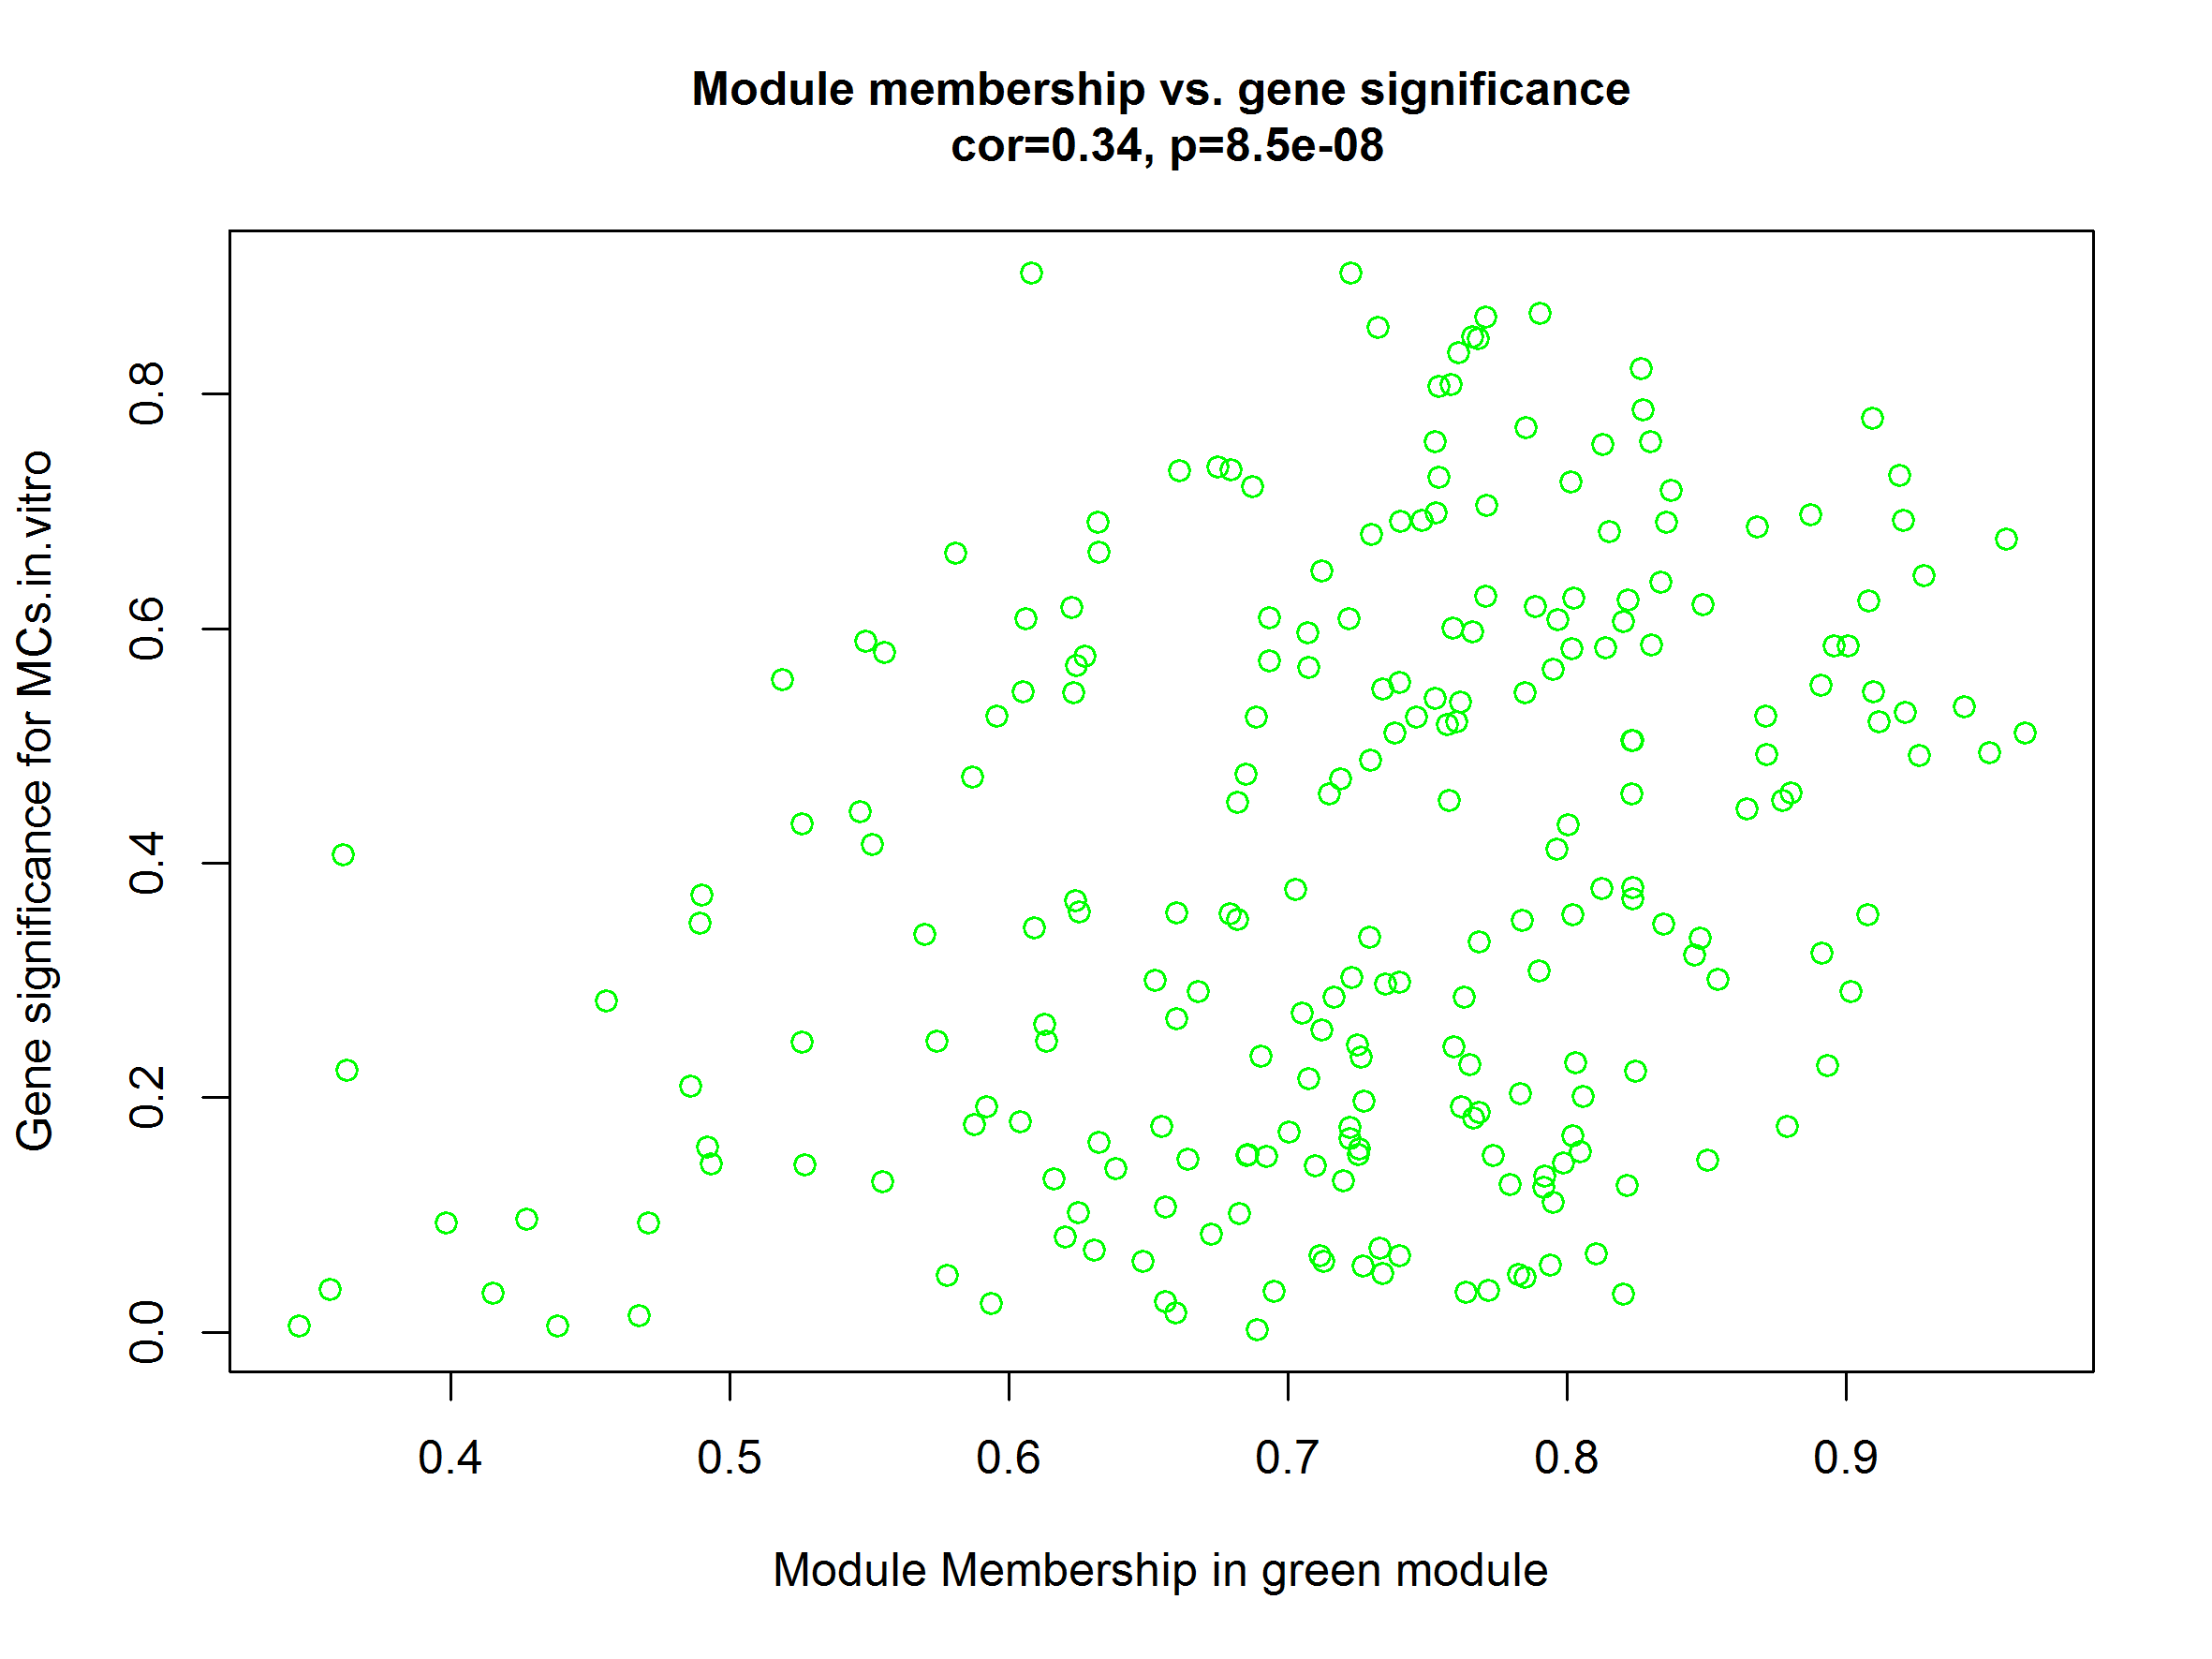 Module membership vs. gene significance
cor=0.34, p=8.5e-08
Gene significance for MCs.in.vitro
0.8
0.6
0.4
0.2
0.0
0.4 0.5 0.6 0.7 0.8 0.9
Module Membership in green module